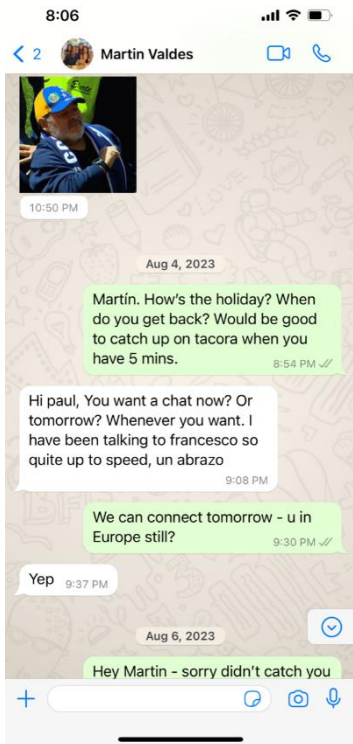 8:06
2 Martin Valdes
10:50 PM
Aug 4, 2023
Martín. How's the holiday? When
do you get back? Would be good
to catch up on tacora when you
have 5 mins.
8:54 PM
Hi paul, You want a chat now? Or
tomorrow? Whenever you want. I
have been talking to francesco so
quite up to speed, un abrazo
9:08 PM
We can connect tomorrow - u in
Europe still?
9:30 PM
Yep 9:37 PM
Aug 6, 2023
Hey Martin - sorry didn't catch you